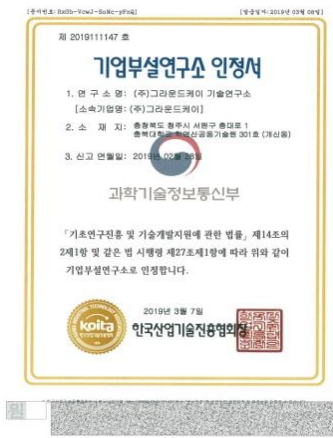 [발급일자: 2019년 03월 08일]
제 2019111147 호
기업부설연구소 인정서
1. 연 구 소 명: (주)그라운드케이 기술연구소
[소속기업명: (주)그라운드케이]
2. 소 재 지: 충청북도 청주시 서원구 충대로 1
충북대학교 학연산공동기술원 301호 (개신동)
3. 신고 연월일: 2019년 02월 28일
과학기술정보통신부
「기초연구진흥 및 기술개발지원에 관한 법률」 제14조의
2제1항 및 같은 법 시행령 제27조제1항에 따라 위와 같이
기업부설연구소로 인정합니다.
2019년 3월 7일
koita
한국산업기술진흥협회장